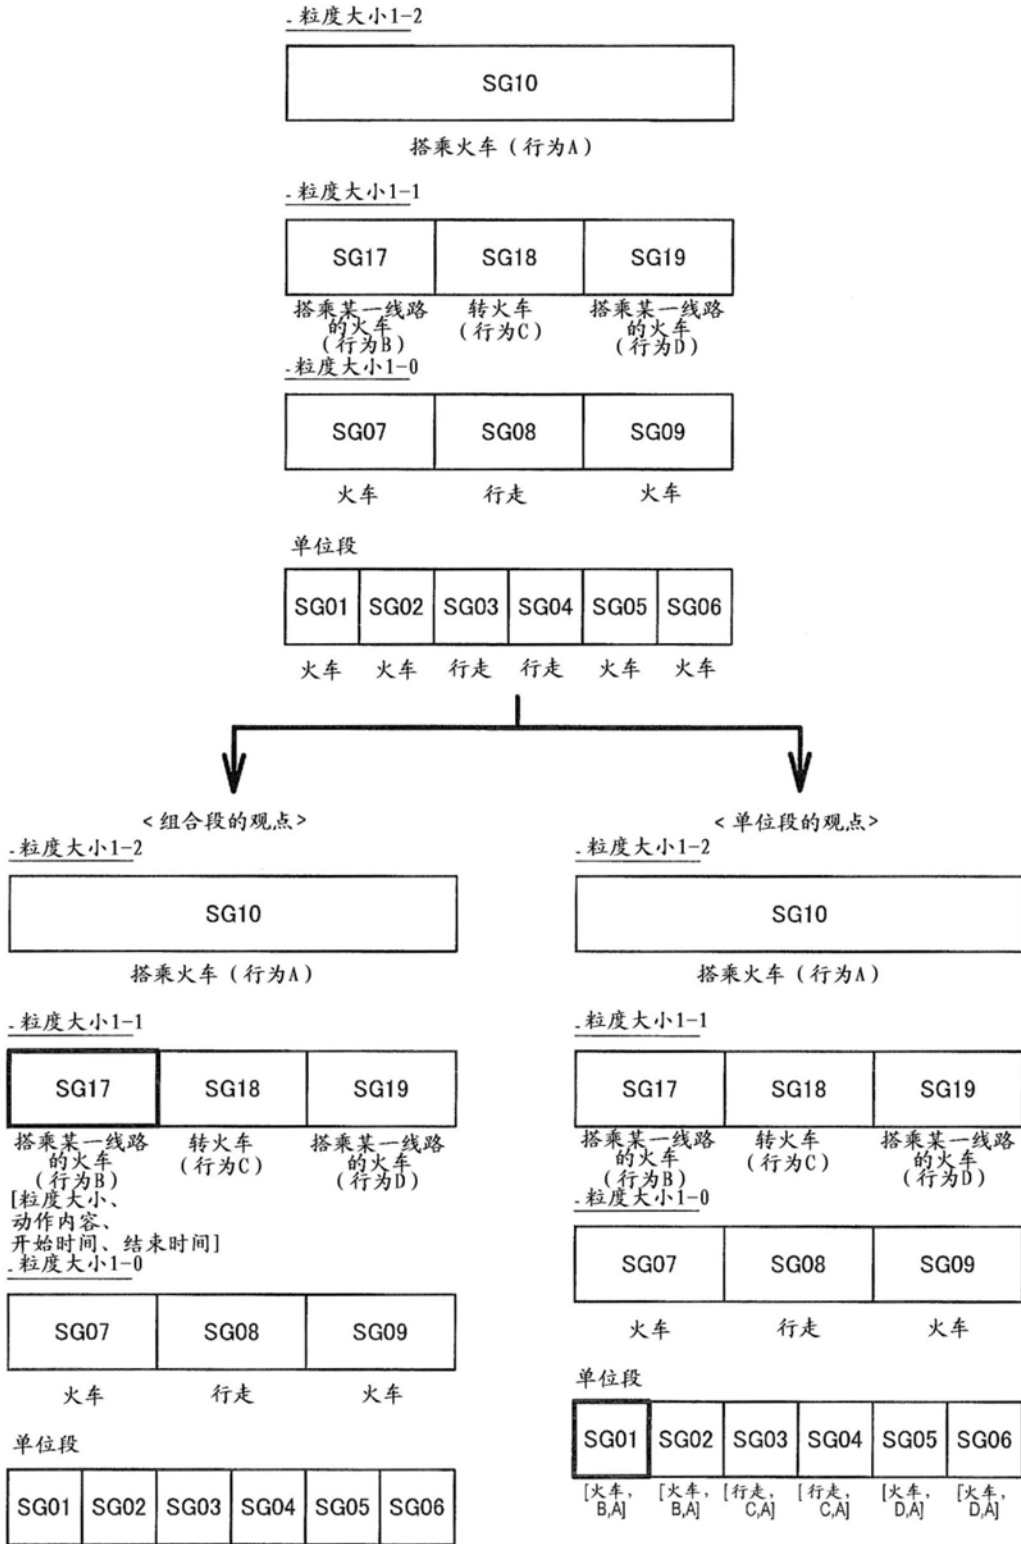 - 粒度大小1-2
SG10
搭乘火车（行为A）
- 粒度大小1-1
SG17 SG18 SG19
搭乘某一线路的火车（行为B） 转火车（行为C） 搭乘某一线路的火车（行为D）
- 粒度大小1-0
SG07 SG08 SG09
火车 行走 火车
单位段
SG01 SG02 SG03 SG04 SG05 SG06
火车 火车 行走 行走 火车 火车
<组合段的观点>
- 粒度大小1-2
SG10
搭乘火车（行为A）
- 粒度大小1-1
SG17 SG18 SG19
搭乘某一线路的火车（行为B） 转火车（行为C） 搭乘某一线路的火车（行为D）
[粒度大小、
动作内容、
开始时间、结束时间]
- 粒度大小1-0
SG07 SG08 SG09
火车 行走 火车
单位段
SG01 SG02 SG03 SG04 SG05 SG06
<单位段的观点>
- 粒度大小1-2
SG10
搭乘火车（行为A）
- 粒度大小1-1
SG17 SG18 SG19
搭乘某一线路的火车（行为B） 转火车（行为C） 搭乘某一线路的火车（行为D）
- 粒度大小1-0
SG07 SG08 SG09
火车 行走 火车
单位段
SG01 SG02 SG03 SG04 SG05 SG06
[火车，B,A] [火车，B,A] [行走，C,A] [行走，C,A] [火车，D,A] [火车，D,A]